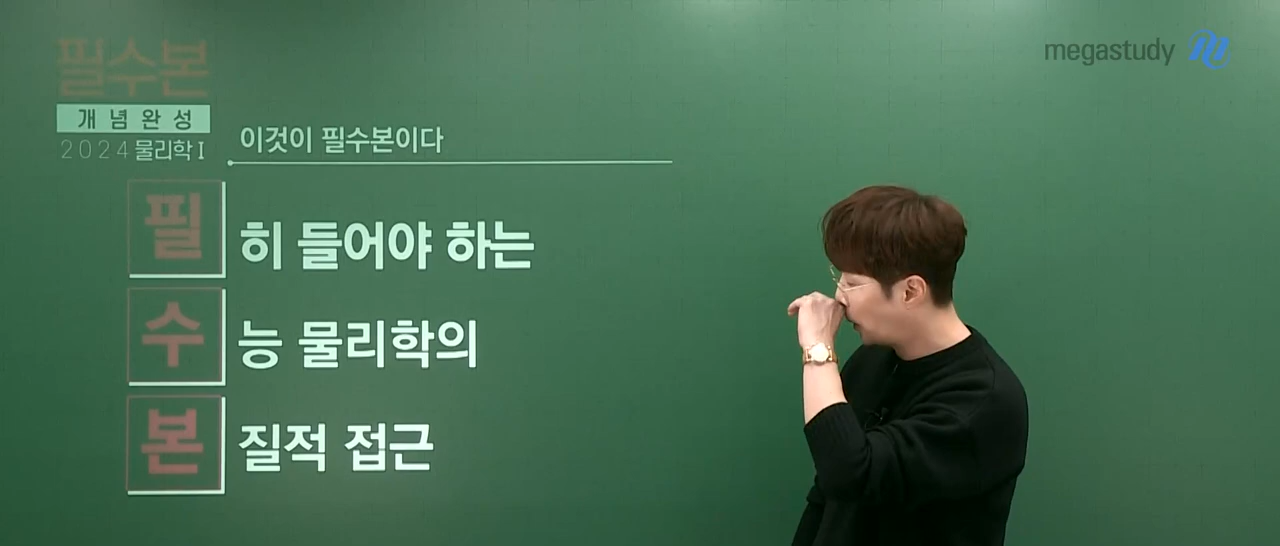 필수본
개념완성
2024 물리학 I
이것이 필수본이다
필히 들어야 하는
수능 물리학의
본질적 접근
megastudy